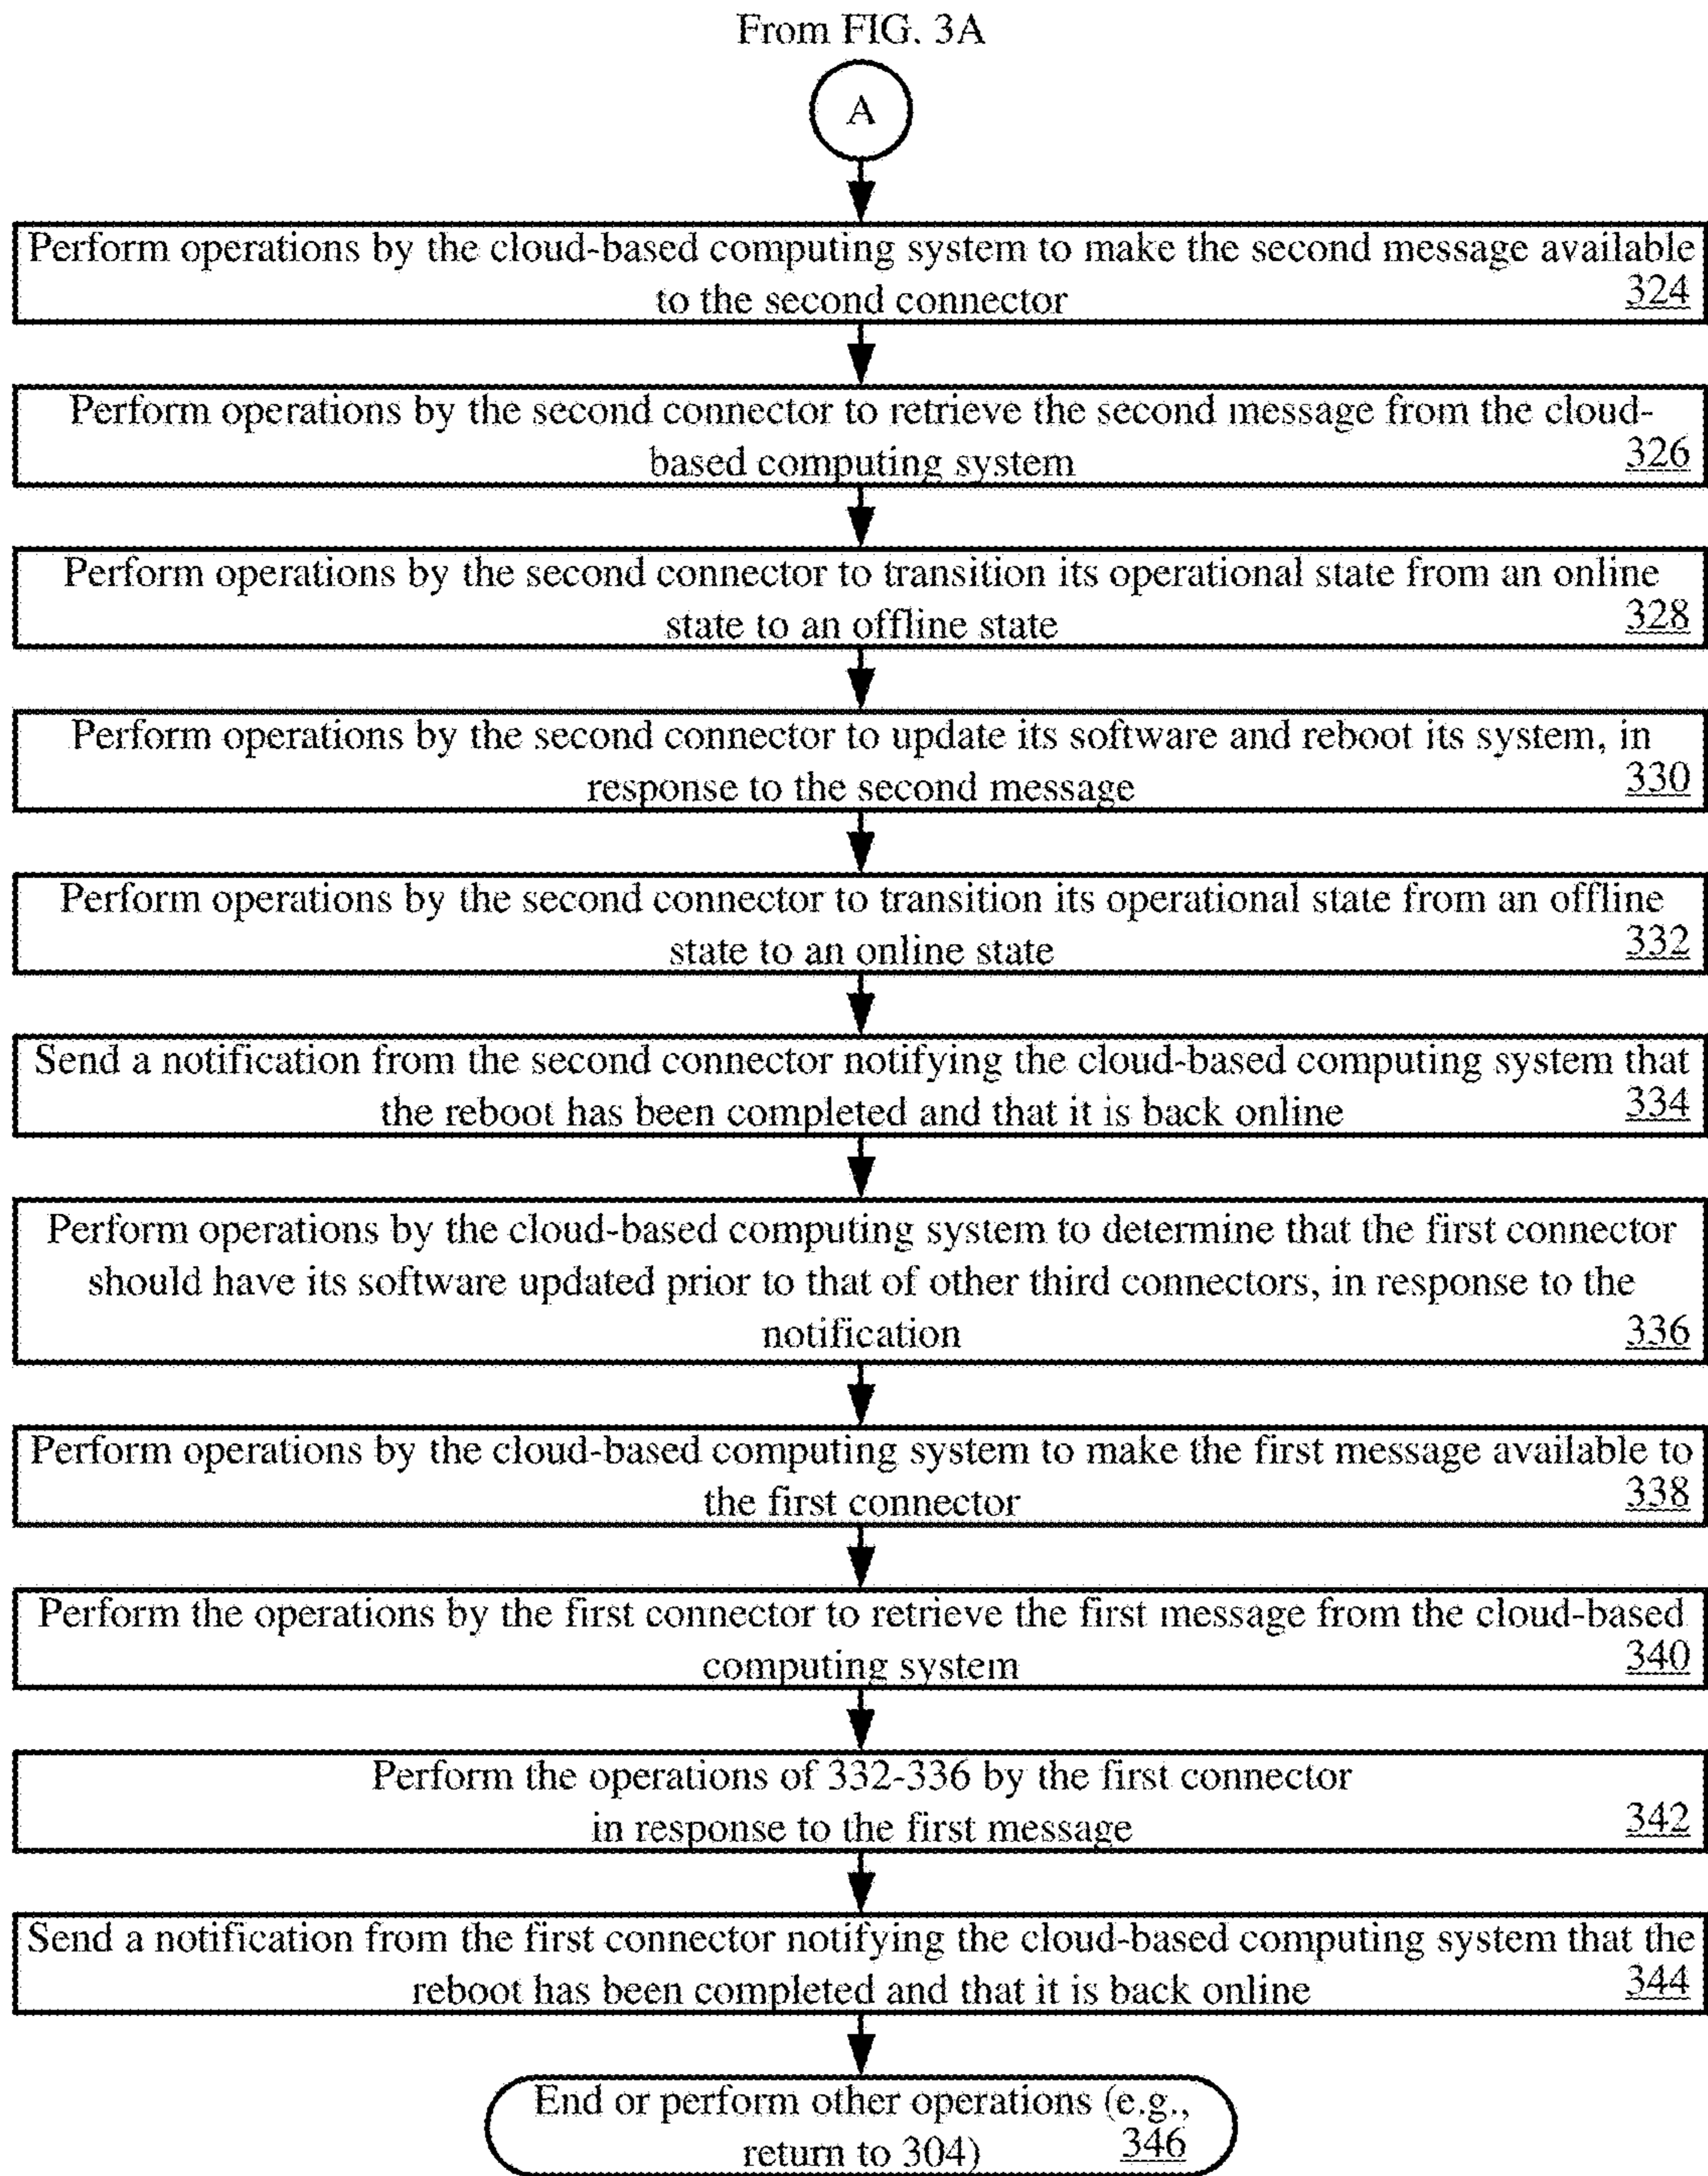 From FIG. 3A
A
Perform operations by the cloud-based computing system to make the second message available
to the second connector 324
Perform operations by the second connector to retrieve the second message from the cloud-
based computing system 326
Perform operations by the second connector to transition its operational state from an online
state to an offline state 328
Perform operations by the second connector to update its software and reboot its system, in
response to the second message 330
Perform operations by the second connector to transition its operational state from an offline
state to an online state 332
Send a notification from the second connector notifying the cloud-based computing system that
the reboot has been completed and that it is back online 334
Perform operations by the cloud-based computing system to determine that the first connector
should have its software updated prior to that of other third connectors, in response to the
notification 336
Perform operations by the cloud-based computing system to make the first message available to
the first connector 338
Perform the operations by the first connector to retrieve the first message from the cloud-based
computing system 340
Perform the operations of 332-336 by the first connector
in response to the first message 342
Send a notification from the first connector notifying the cloud-based computing system that the
reboot has been completed and that it is back online 344
End or perform other operations (e.g.,
return to 304) 346